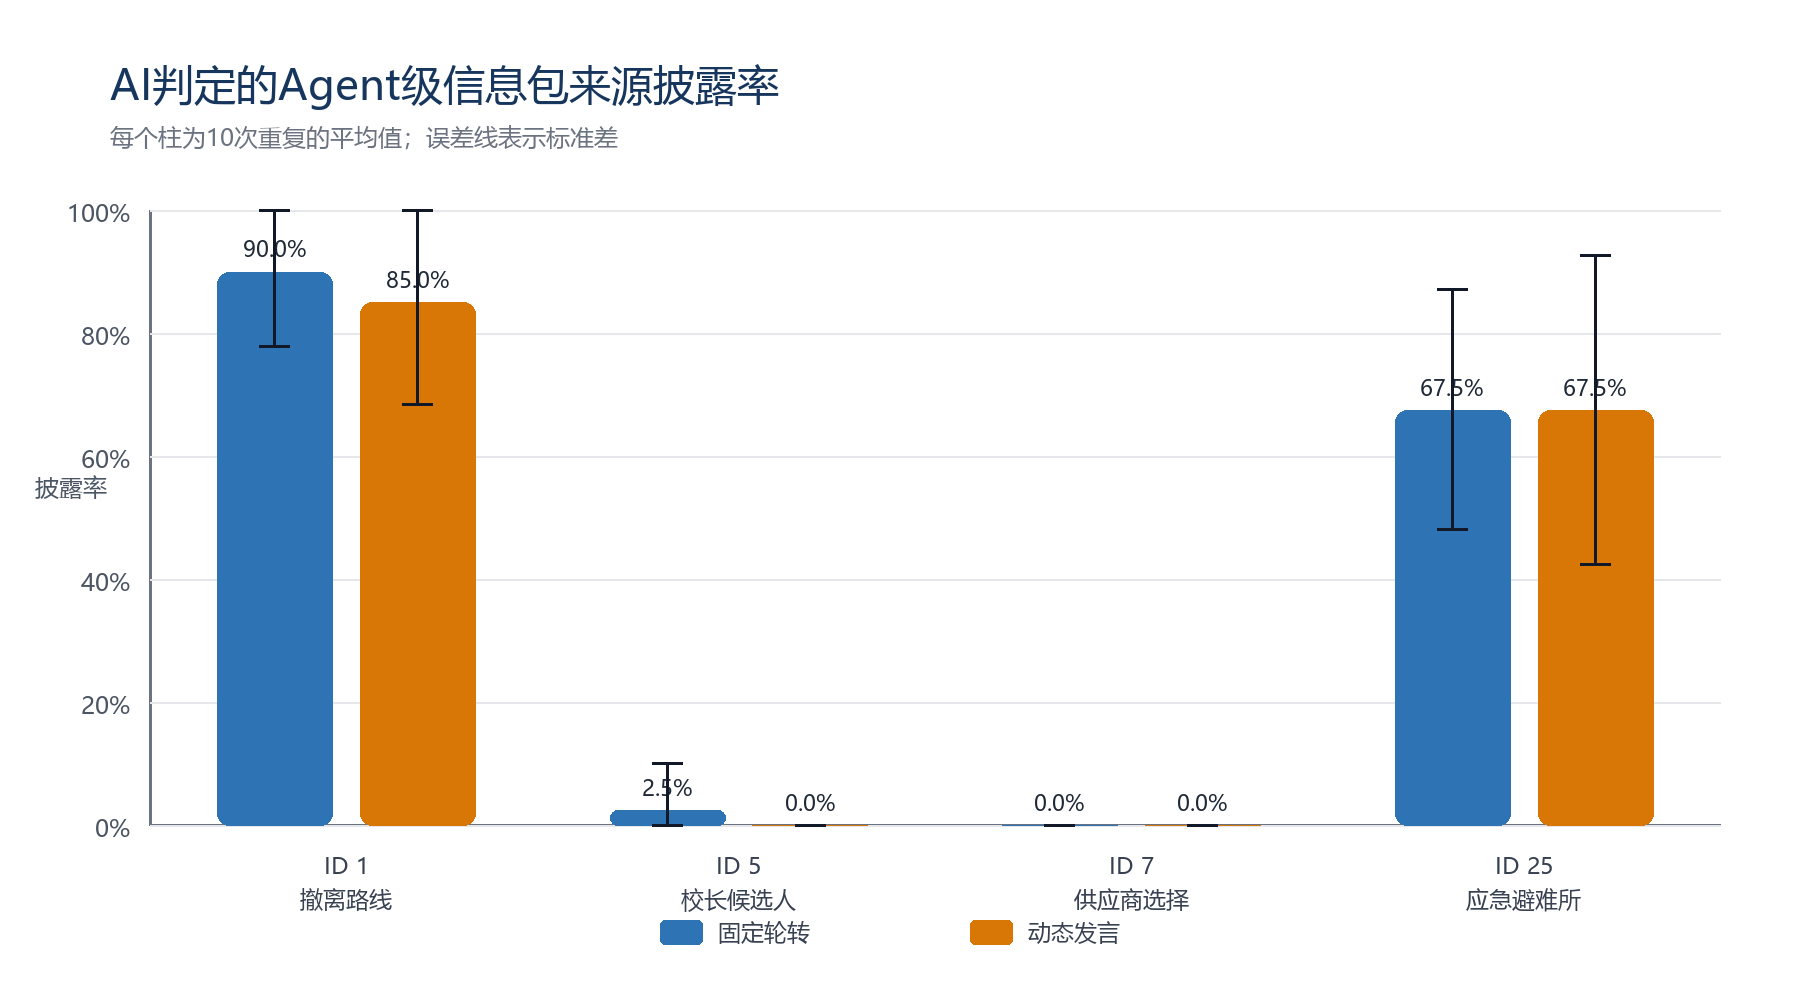 AI判定的Agent级信息包来源披露率
每个柱为10次重复的平均值；误差线表示标准差
100%
80%
60%
40%
20%
0%
披露率
90.0%
85.0%
2.5%
0.0%
0.0%
0.0%
67.5%
67.5%
ID 1
撤离路线
ID 5
校长候选人
ID 7
供应商选择
ID 25
应急避难所
固定轮转
动态发言